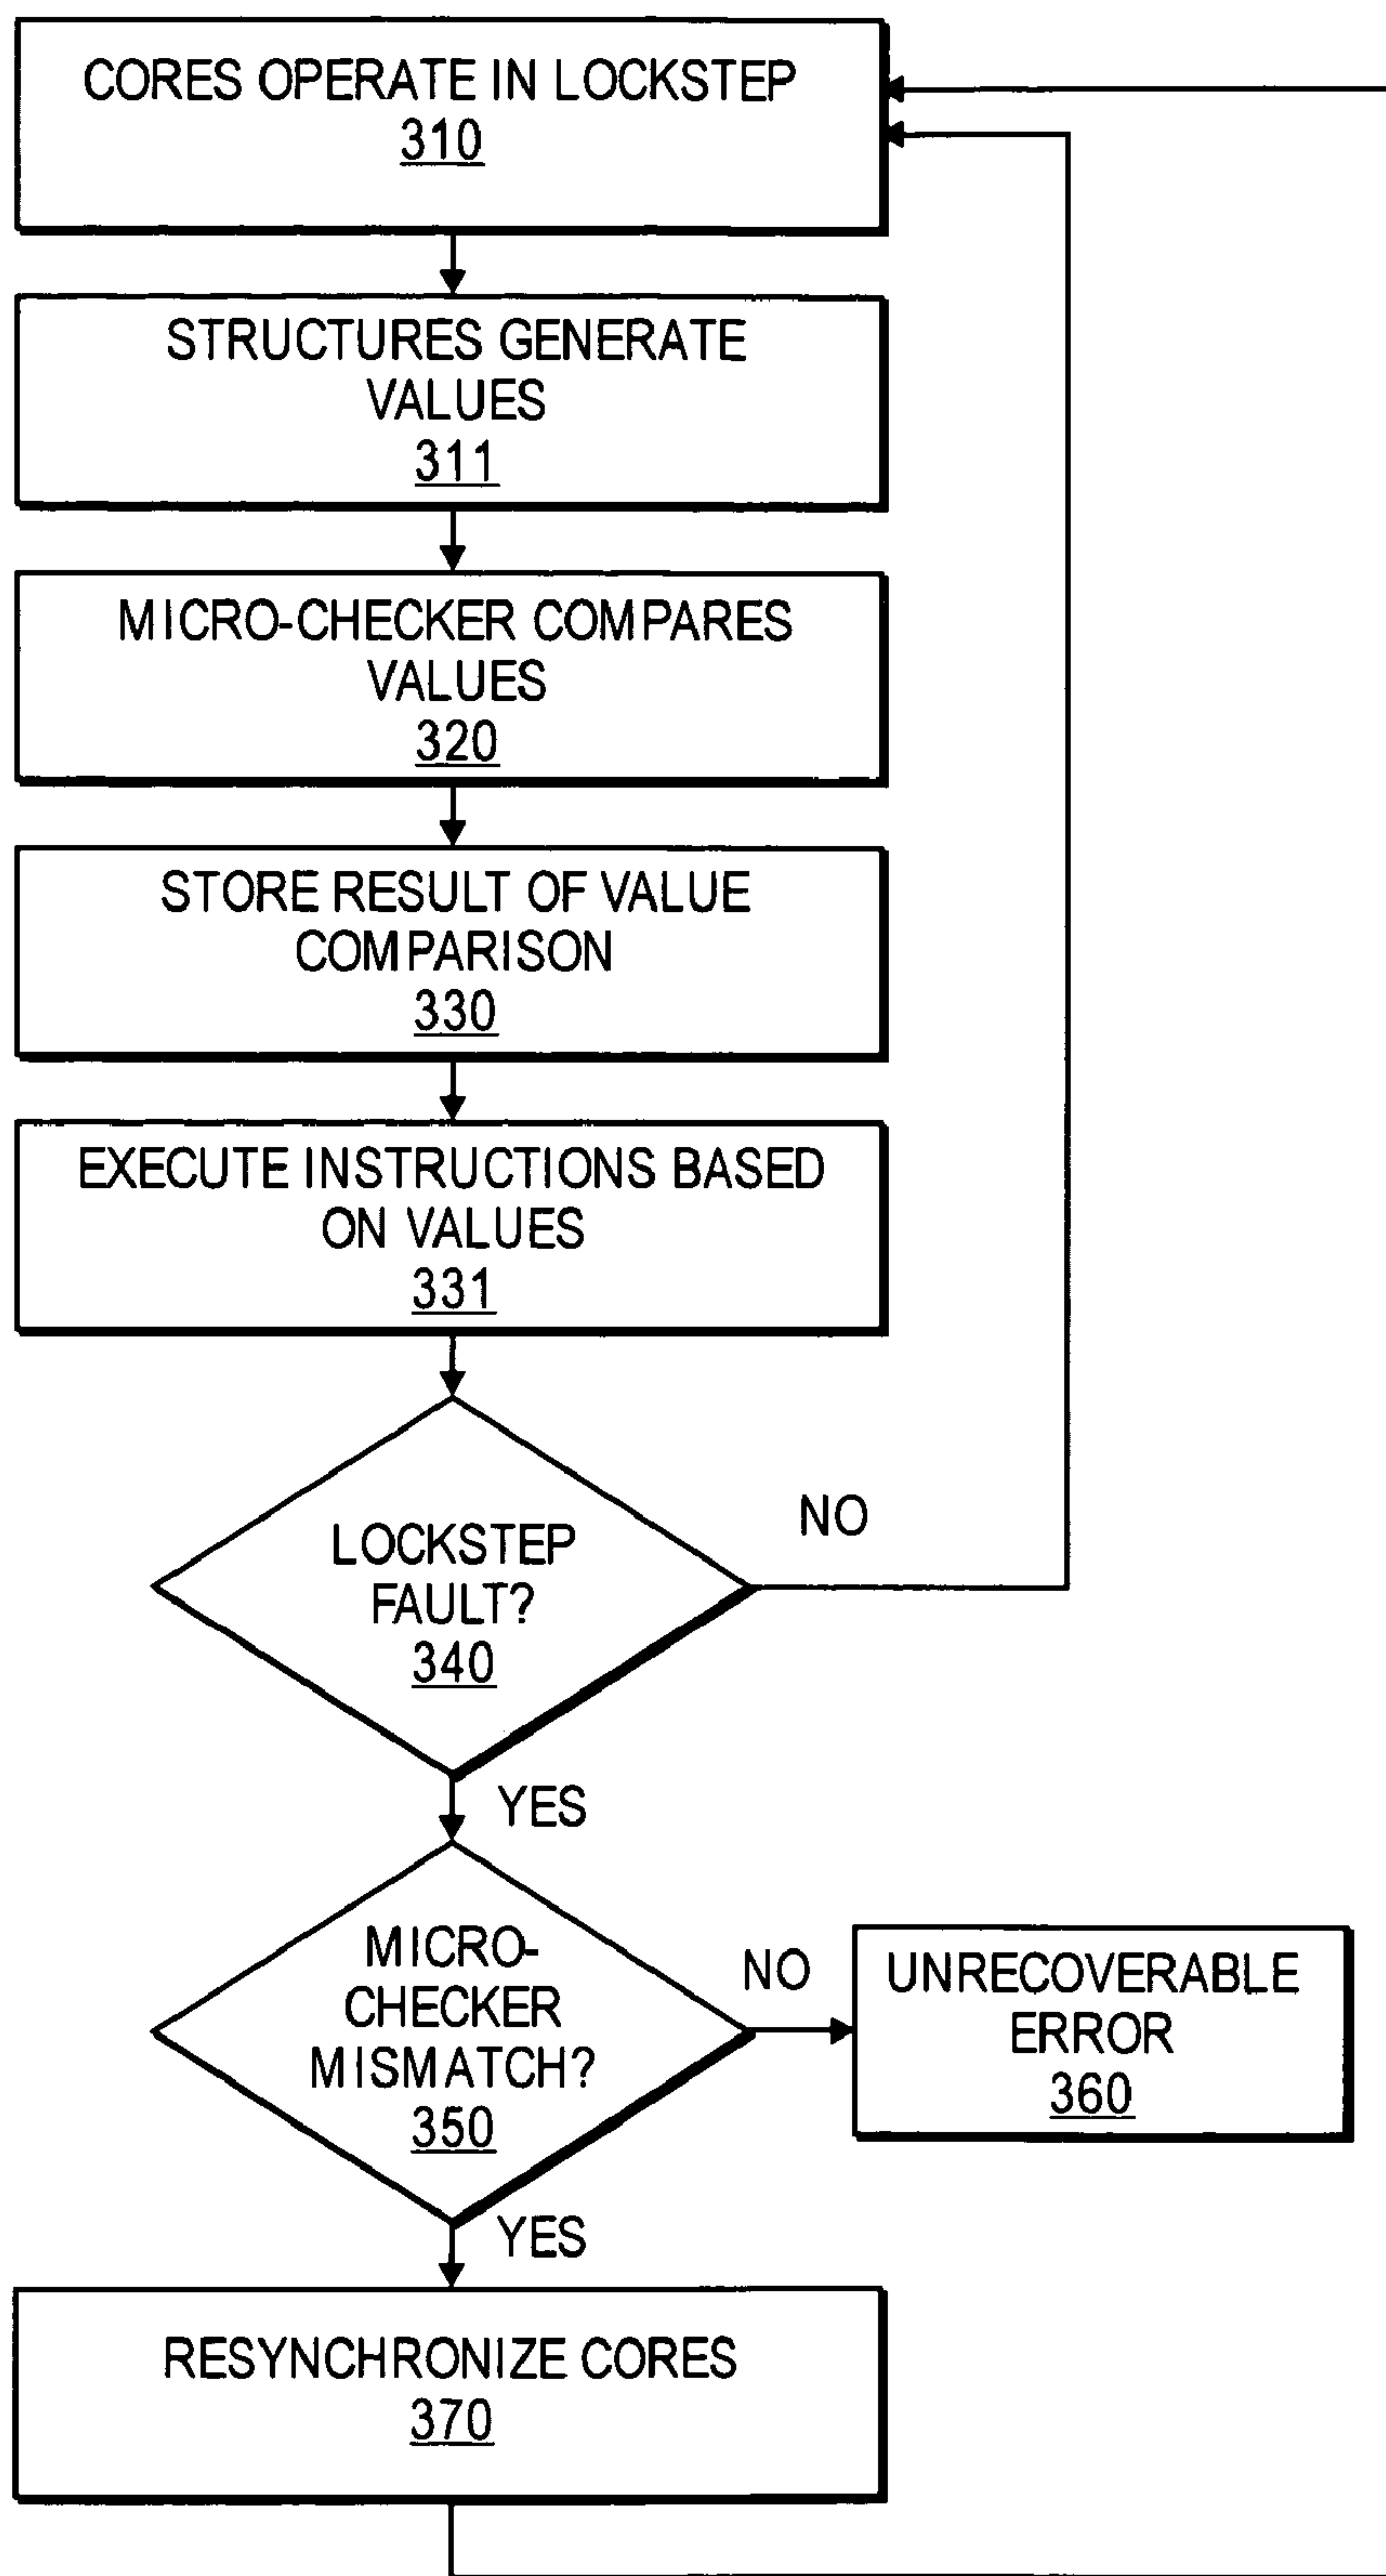 CORES OPERATE IN LOCKSTEP
310
STRUCTURES GENERATE
VALUES
311
MICRO-CHECKER COMPARES
VALUES
320
STORE RESULT OF VALUE
COMPARISON
330
EXECUTE INSTRUCTIONS BASED
ON VALUES
331
LOCKSTEP
FAULT?
340
NO
YES
MICRO-
CHECKER
MISMATCH?
350
NO
UNRECOVERABLE
ERROR
360
YES
RESYNCHRONIZE CORES
370